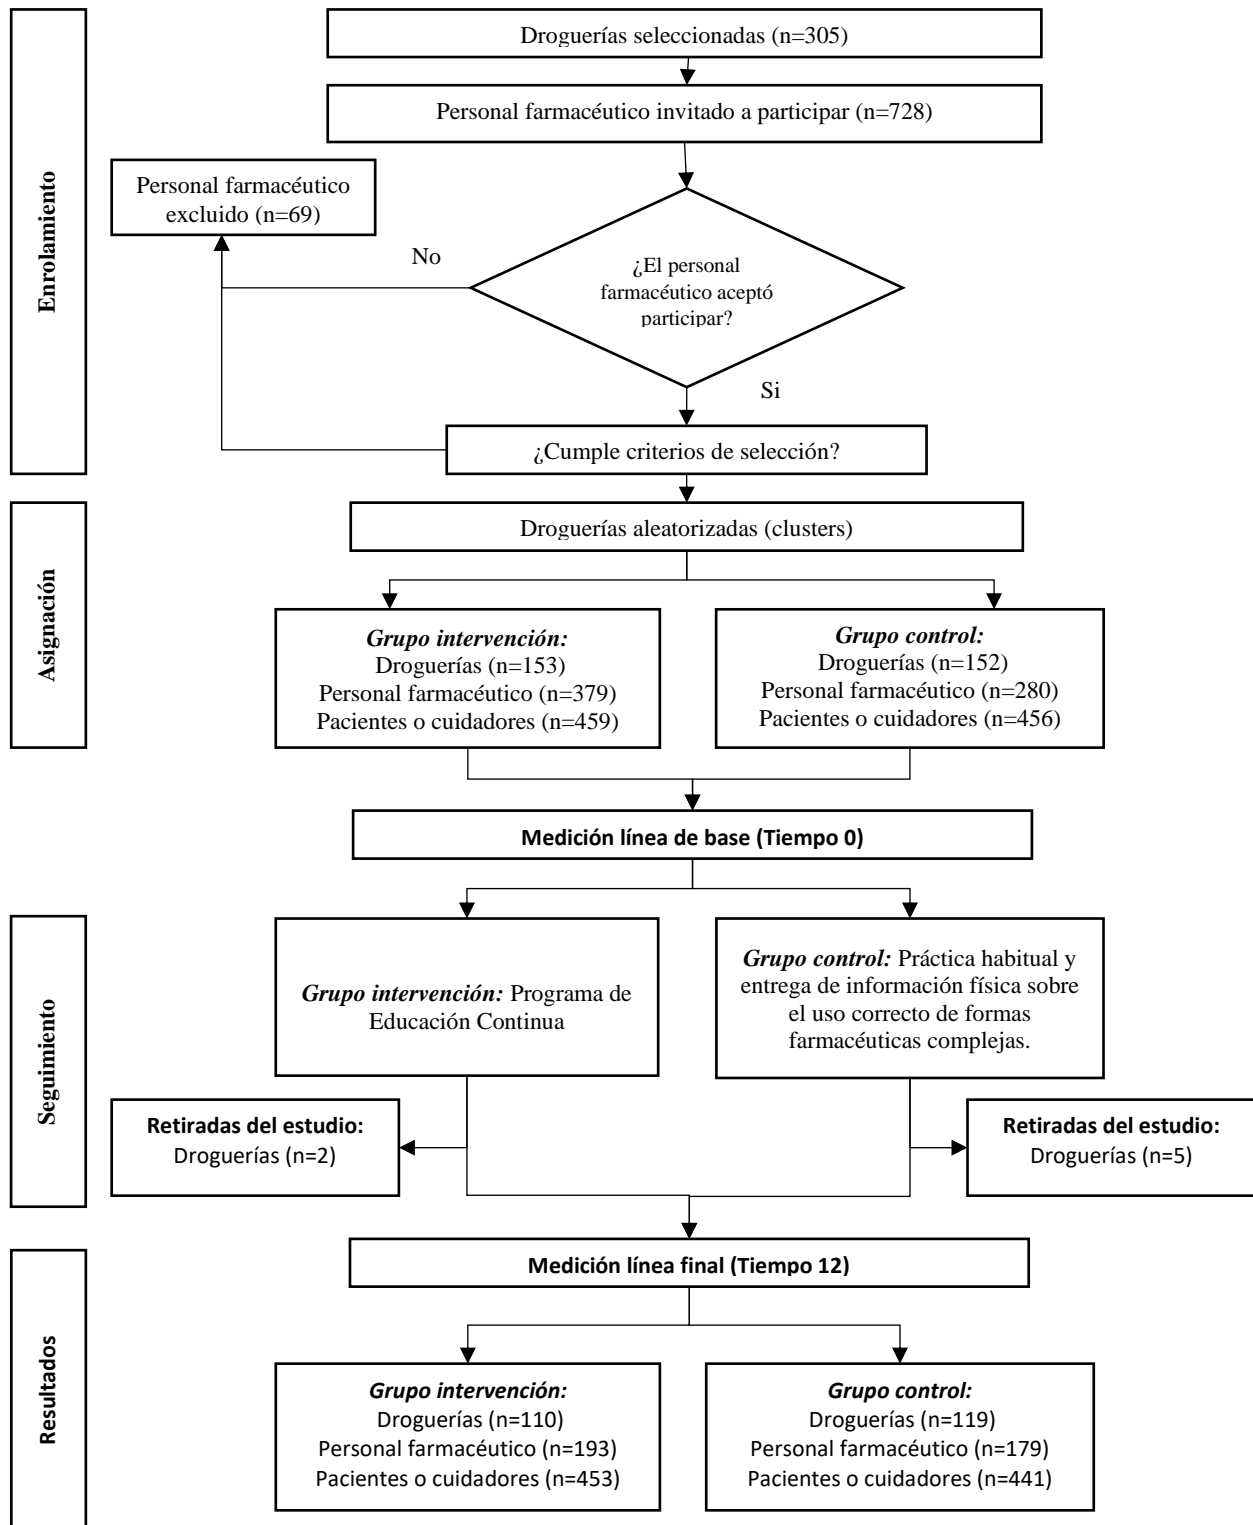 Enrolamiento
Droguerías seleccionadas (n=305)
Personal farmacéutico invitado a participar (n=728)
Personal farmacéutico
excluido (n=69)
No
¿El personal
farmacéutico aceptó
participar?
Si
¿Cumple criterios de selección?
Asignación
Droguerías aleatorizadas (clusters)
Grupo intervención:
Droguerías (n=153)
Personal farmacéutico (n=379)
Pacientes o cuidadores (n=459)
Grupo control:
Droguerías (n=152)
Personal farmacéutico (n=280)
Pacientes o cuidadores (n=456)
Medición línea de base (Tiempo 0)
Seguimiento
Grupo intervención: Programa de
Educación Continua
Grupo control: Práctica habitual y
entrega de información física sobre
el uso correcto de formas
farmacéuticas complejas.
Retiradas del estudio:
Droguerías (n=2)
Retiradas del estudio:
Droguerías (n=5)
Resultados
Medición línea final (Tiempo 12)
Grupo intervención:
Droguerías (n=110)
Personal farmacéutico (n=193)
Pacientes o cuidadores (n=453)
Grupo control:
Droguerías (n=119)
Personal farmacéutico (n=179)
Pacientes o cuidadores (n=441)